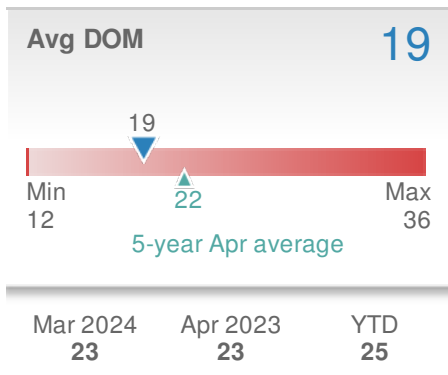 Avg DOM 19
19
Min Max
12 22 36
5-year Apr average
Mar 2024 Apr 2023 YTD
23 23 25